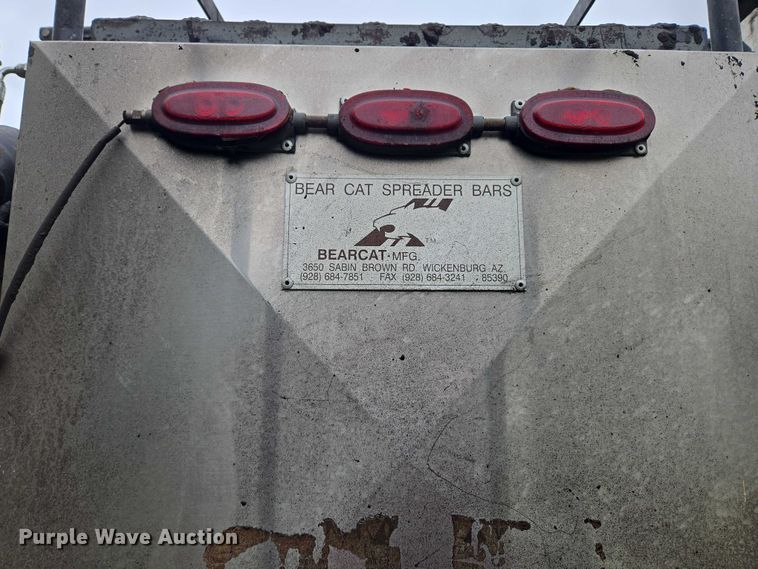 BEAR CAT SPREADER BARS
TM
BEARCAT-MFG.
3650 SABIN BROWN RD. WICKENBURG AZ.
(928) 684-7851 FAX (928) 684-3241 85390
Purple Wave Auction